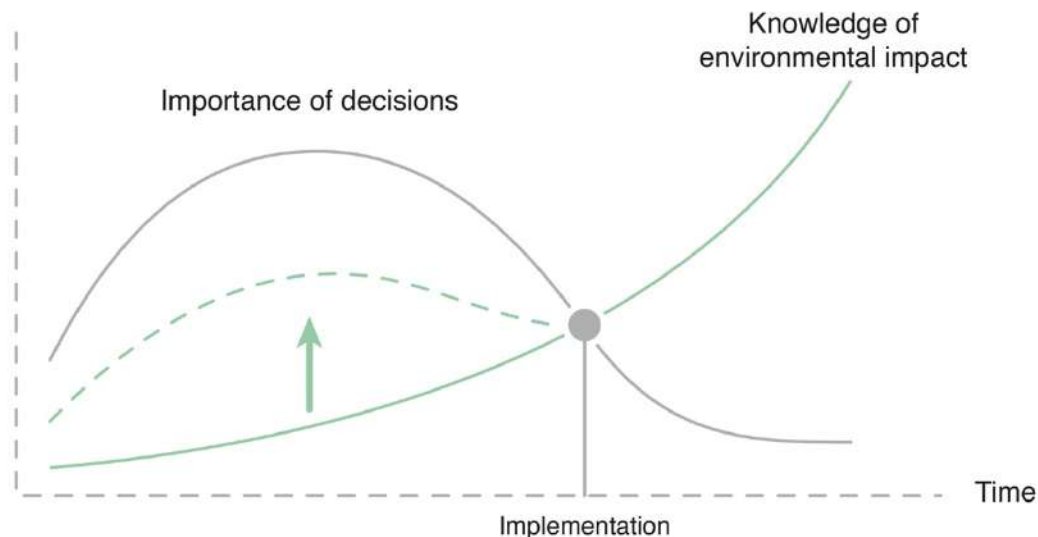 Knowledge of
environmental impact
Importance of decisions
Time
Implementation